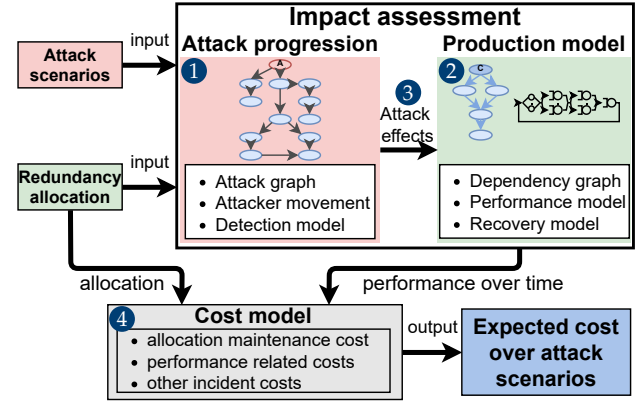 Impact assessment
Attack
scenarios
input
Attack progression
Production model
1
A
2
C
3
Attack
effects
Redundancy
allocation
input
• Attack graph
• Attacker movement
• Detection model
• Dependency graph
• Performance model
• Recovery model
allocation
performance over time
4
Cost model
• allocation maintenance cost
• performance related costs
• other incident costs
output
Expected cost
over attack
scenarios